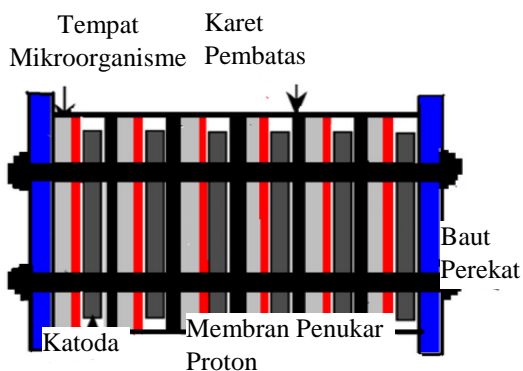 Tempat
Mikroorganisme
Karet
Pembatas
Baut
Perekat
Katoda
Membran Penukar
Proton